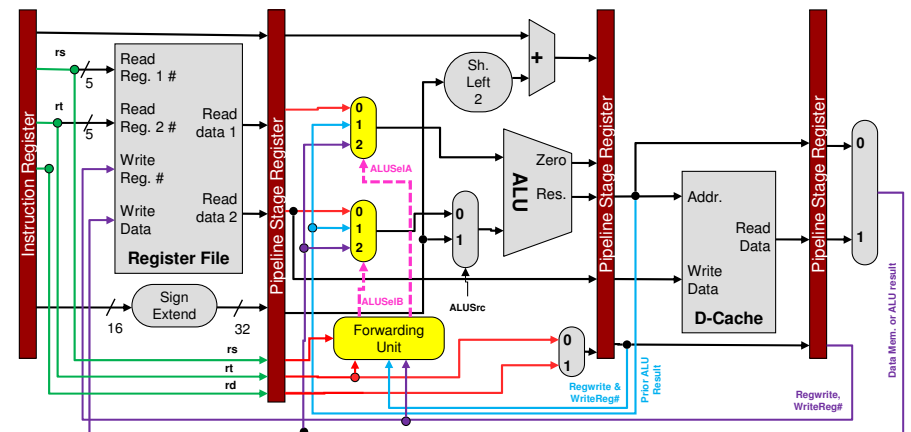 rs
5
Read
Reg. 1 #
rt
5
Read
Reg. 2 #
Write
Reg. #
Write
Data
Read
data 1
Read
data 2
Register File
Instruction Register
16
Sign
Extend
32
rs
rt
rd
Pipeline Stage Register
0
1
2
ALUSelA
0
1
2
ALUSelB
Forwarding
Unit
Sh.
Left
2
+
0
1
ALUSrc
ALU
Zero
Res.
0
1
Regwrite &
WriteReg#
Prior ALU
Result
Pipeline Stage Register
Addr.
Read
Data
Write
Data
D-Cache
Pipeline Stage Register
0
1
Regwrite,
WriteReg#
Data Mem. or ALU result